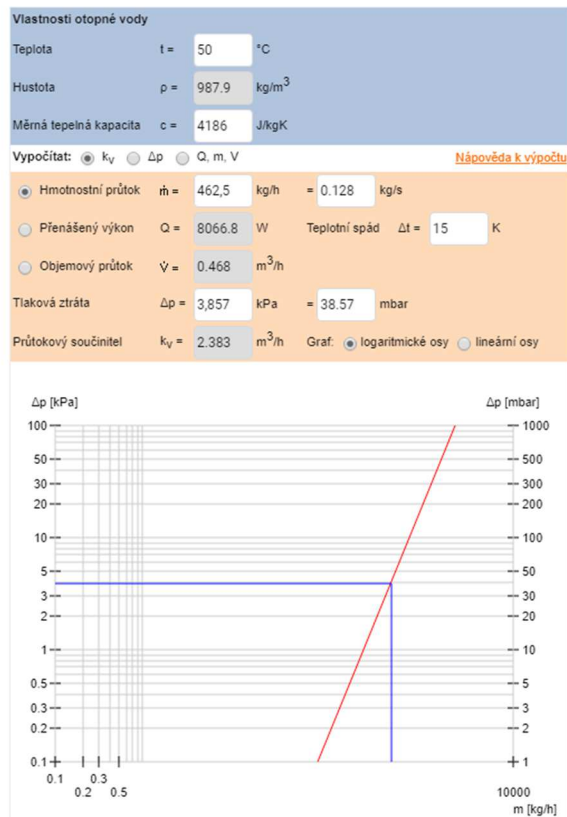 Vlastnosti otopné vody
Teplota t = 50 °C
Hustota ρ = 987.9 kg/m³
Měrná tepelná kapacita c = 4186 J/kgK
Vypočítat: kᵥ Δp Q, m, V Nápověda k výpočtu
Hmotnostní průtok ṁ = 462,5 kg/h = 0.128 kg/s
Přenášený výkon Q = 8066.8 W Teplotní spád Δt = 15 K
Objemový průtok V̇ = 0.468 m³/h
Tlaková ztráta Δp = 3,857 kPa = 38.57 mbar
Průtokový součinitel kᵥ = 2.383 m³/h Graf: logaritmické osy lineární osy
Δp [kPa] Δp [mbar]
100 1000
50 500
30 300
20 200
10 100
5 50
3 30
2 20
1 10
0.5 5
0.3 3
0.2 2
0.1 1
0.1 0.3
0.2 0.5 10000
m [kg/h]